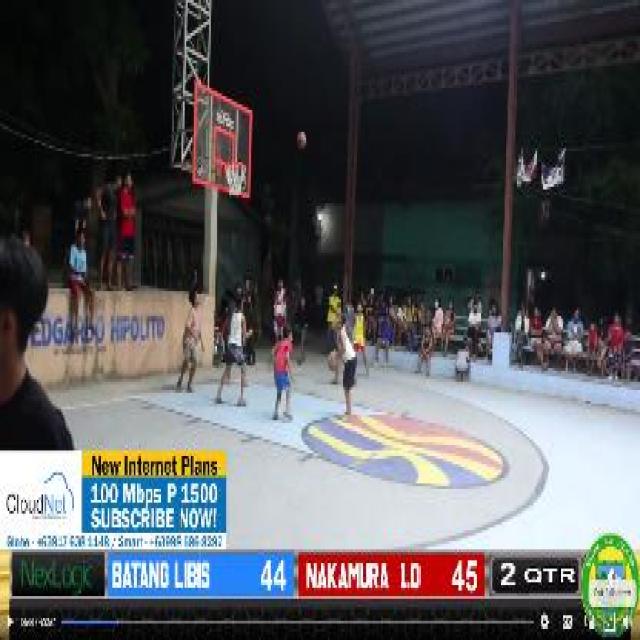 EDGARDO HIPOLITO
CloudNet
New Internet Plans
100 Mbps P 1500
SUBSCRIBE NOW!
NexLogic
BATANG LIBIS 44
NAKAMURA I.D 45
2 QTR